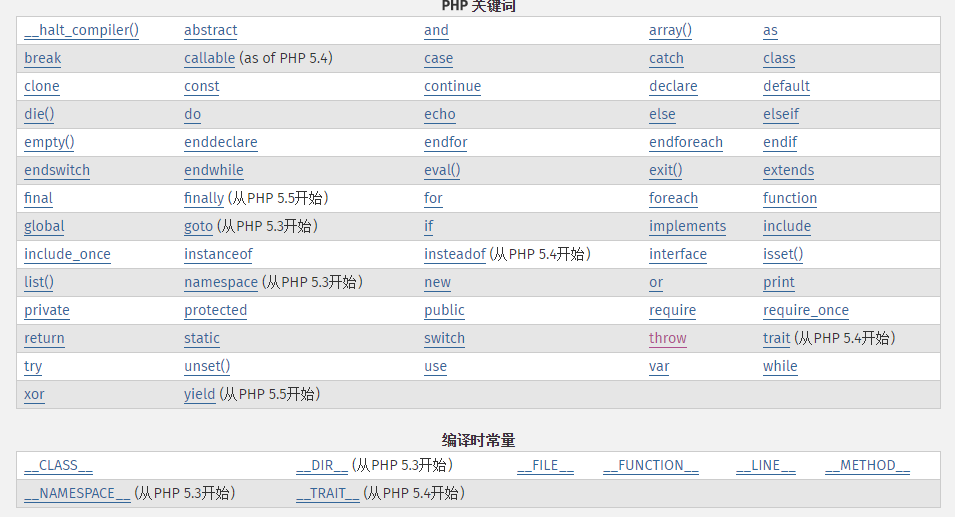 PHP 关键词
__halt_compiler() abstract and array() as
break callable (as of PHP 5.4) case catch class
clone const continue declare default
die() do echo else elseif
empty() enddeclare endfor endforeach endif
endswitch endwhile eval() exit() extends
final finally (从PHP 5.5开始) for foreach function
global goto (从PHP 5.3开始) if implements include
include_once instanceof insteadof (从PHP 5.4开始) interface isset()
list() namespace (从PHP 5.3开始) new or print
private protected public require require_once
return static switch throw trait (从PHP 5.4开始)
try unset() use var while
xor yield (从PHP 5.5开始)
编译时常量
__CLASS__ __DIR__ (从PHP 5.3开始) __FILE__ __FUNCTION__ __LINE__ __METHOD__
__NAMESPACE__ (从PHP 5.3开始) __TRAIT__ (从PHP 5.4开始)